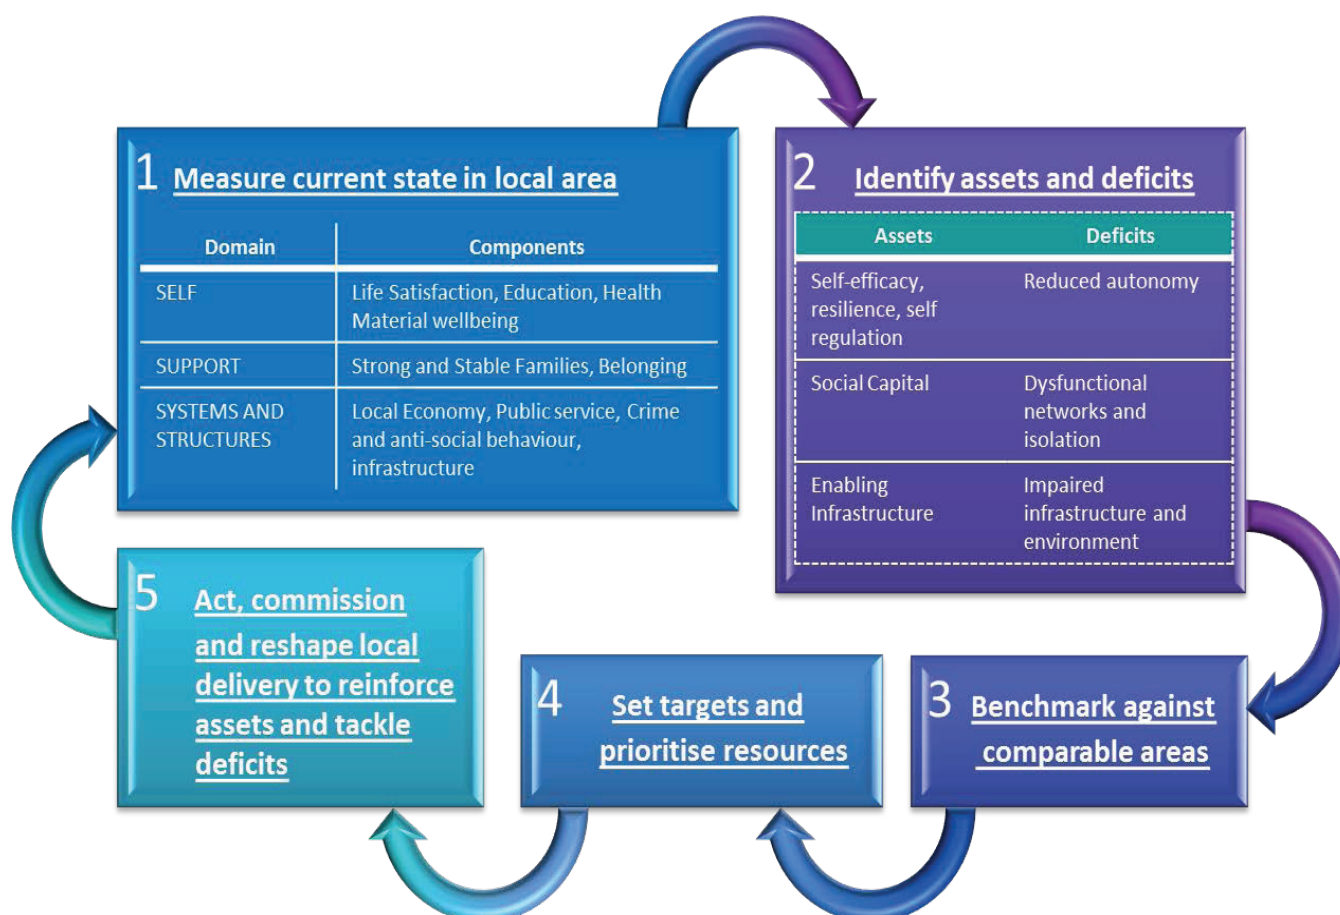 1 Measure current state in local area
Domain Components
SELF Life Satisfaction, Education, Health
Material wellbeing
SUPPORT Strong and Stable Families, Belonging
SYSTEMS AND Local Economy, Public service, Crime
STRUCTURES and anti-social behaviour,
infrastructure
2 Identify assets and deficits
Assets Deficits
Self-efficacy, Reduced autonomy
resilience, self
regulation
Social Capital Dysfunctional
networks and
isolation
Enabling Impaired
Infrastructure infrastructure and
environment
3 Benchmark against
comparable areas
4 Set targets and
prioritise resources
5 Act, commission
and reshape local
delivery to reinforce
assets and tackle
deficits